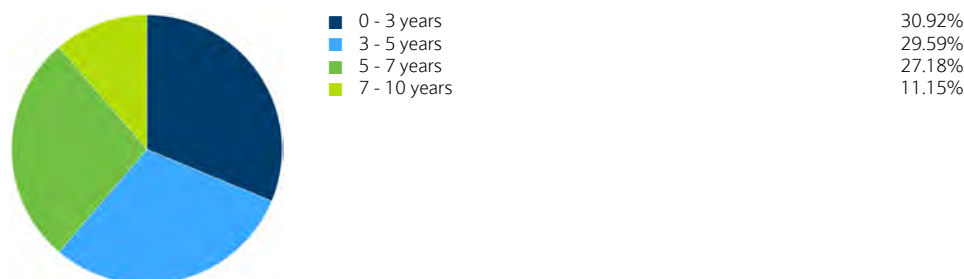 0 - 3 years 30.92%
3 - 5 years 29.59%
5 - 7 years 27.18%
7 - 10 years 11.15%